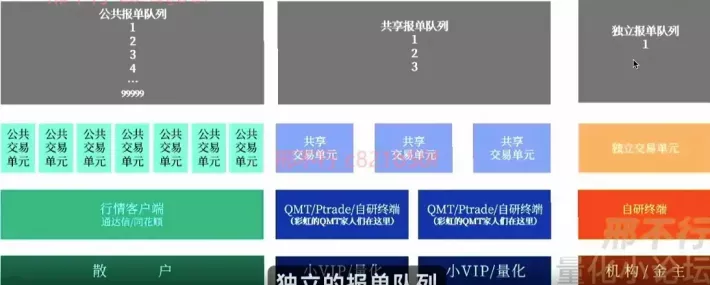 公共报单队列
1
2
3
4
...
99999
共享报单队列
1
2
3
独立报单队列
1
公共交易单元
公共交易单元
公共交易单元
公共交易单元
公共交易单元
公共交易单元
公共交易单元
共享交易单元
共享交易单元
共享交易单元
独立交易单元
行情客户端
通达信/同花顺
QMT/Ptrade/自研终端
(彩虹的QMT家人们在这里)
QMT/Ptrade/自研终端
(彩虹的QMT家人们在这里)
自研终端
邢不行
量化小论坛
散 户
小VIP/量化
小VIP/量化
机构/金主
独立的报单队列